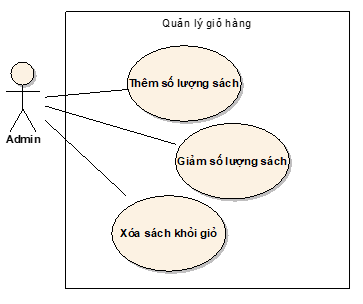 Quản lý giỏ hàng
Thêm số lượng sách
Admin
Giảm số lượng sách
Xóa sách khỏi giỏ